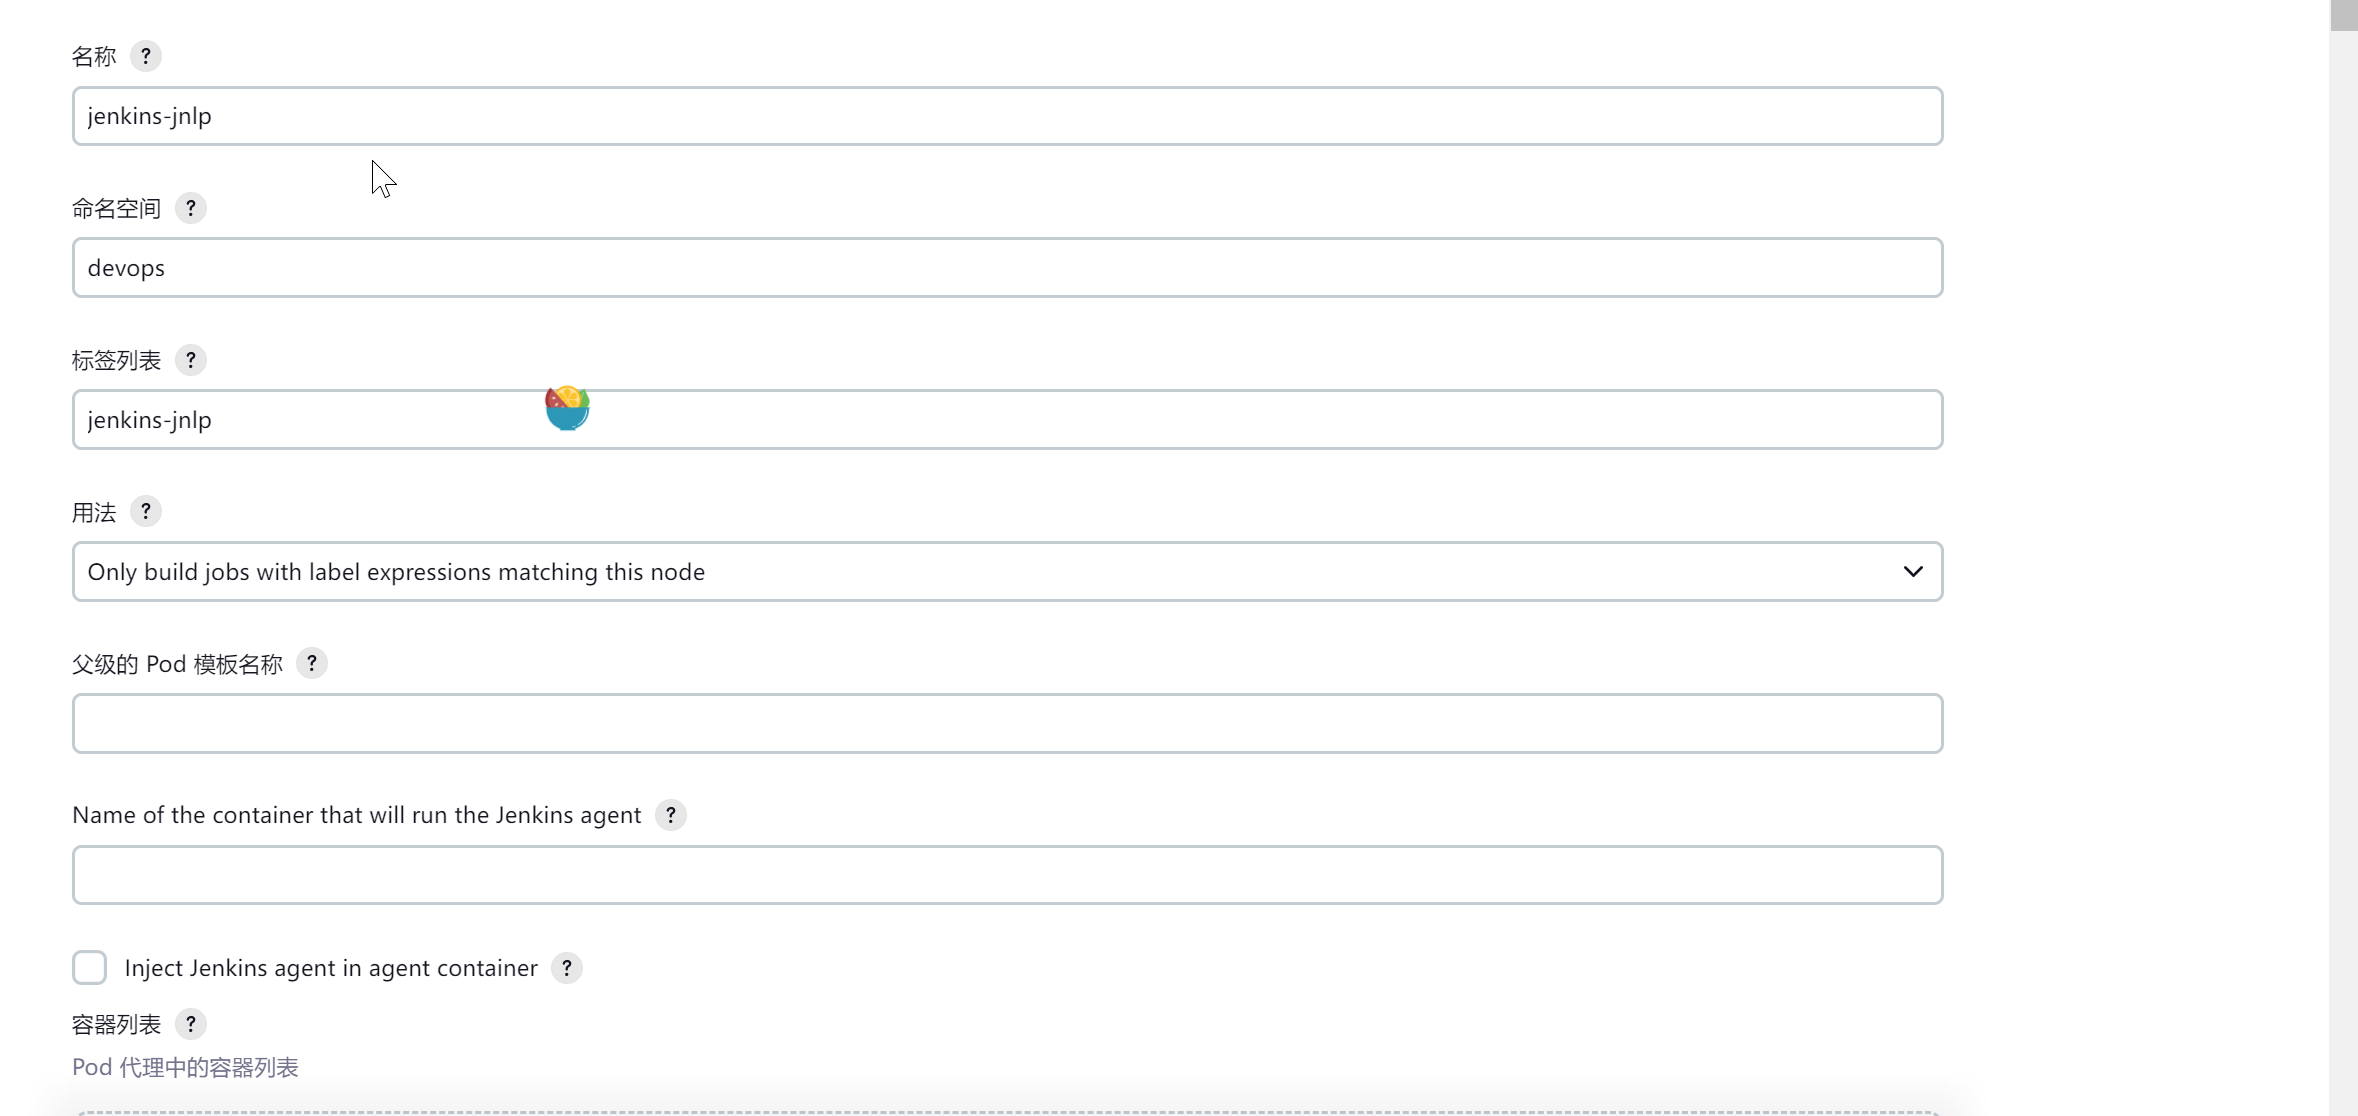 名称 ?
jenkins-jnlp
命名空间 ?
devops
标签列表 ?
jenkins-jnlp
用法 ?
Only build jobs with label expressions matching this node
父级的 Pod 模板名称 ?
Name of the container that will run the Jenkins agent ?
Inject Jenkins agent in agent container ?
容器列表 ?
Pod 代理中的容器列表